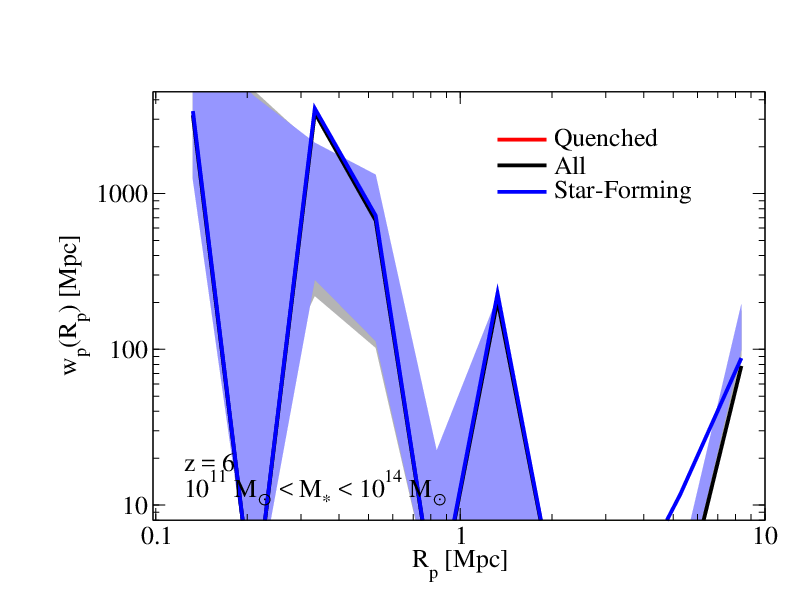 Quenched
All
Star-Forming
1000
100
10
w_p(R_p) [Mpc]
z = 6
10^11 M_⊙ < M_* < 10^14 M_⊙
0.1 1 10
R_p [Mpc]